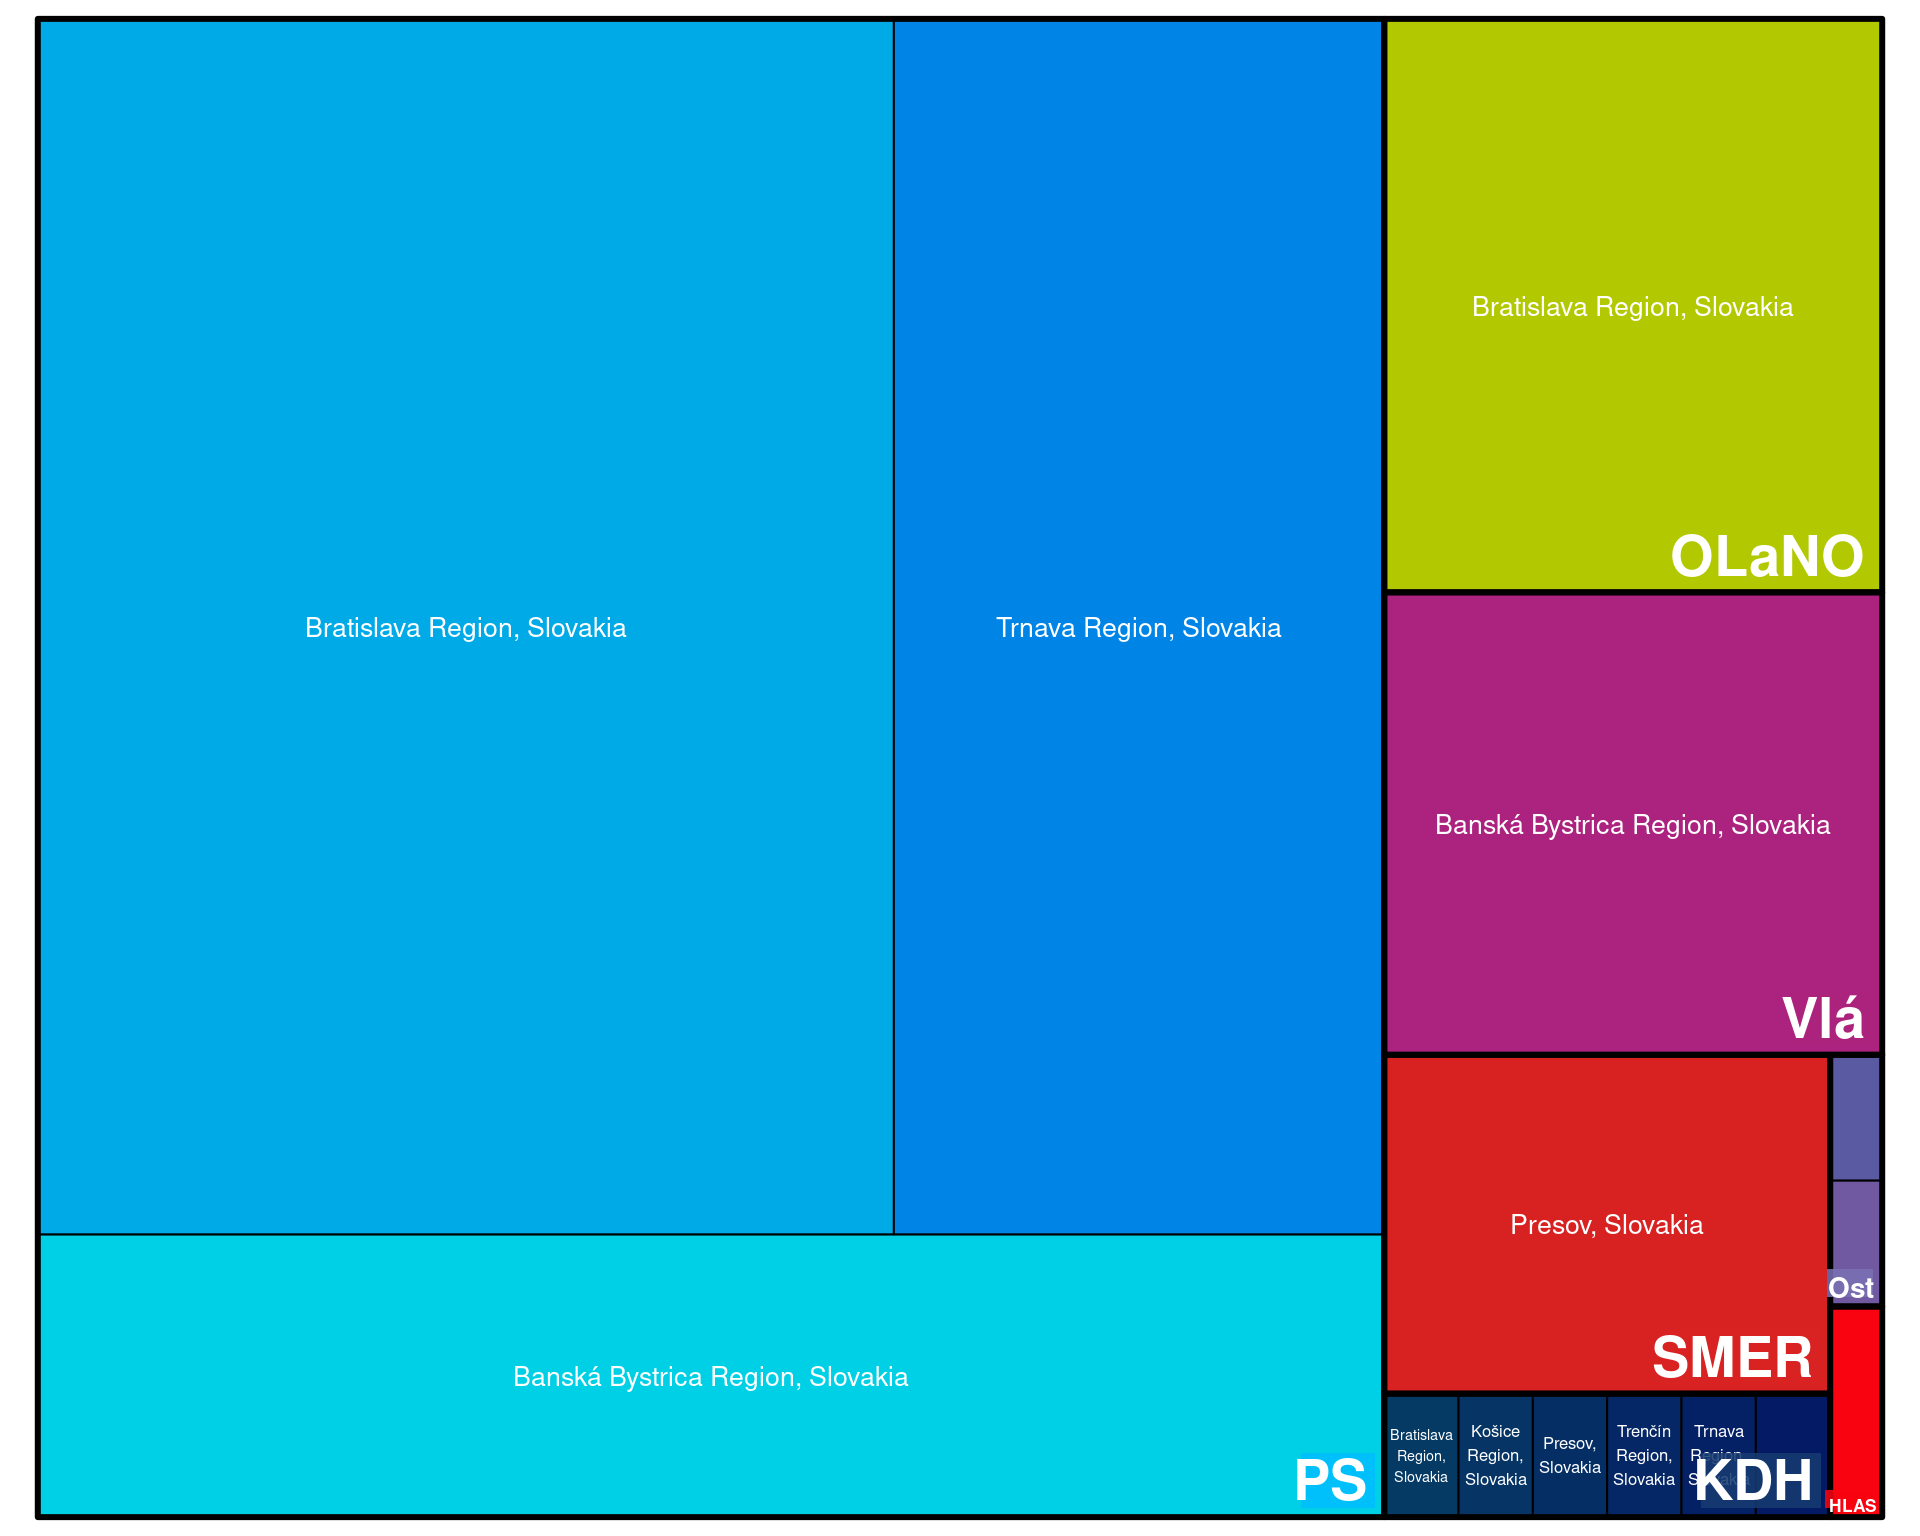 Bratislava Region, Slovakia
Trnava Region, Slovakia
Banská Bystrica Region, Slovakia
PS
Bratislava Region, Slovakia
OLaNO
Banská Bystrica Region, Slovakia
Vlá
Presov, Slovakia
SMER
Ost
Bratislava
Region,
Slovakia
Košice
Region,
Slovakia
Presov,
Slovakia
Trenčín
Region,
Slovakia
Trnava
Region,
Slovakia
KDH
HLAS